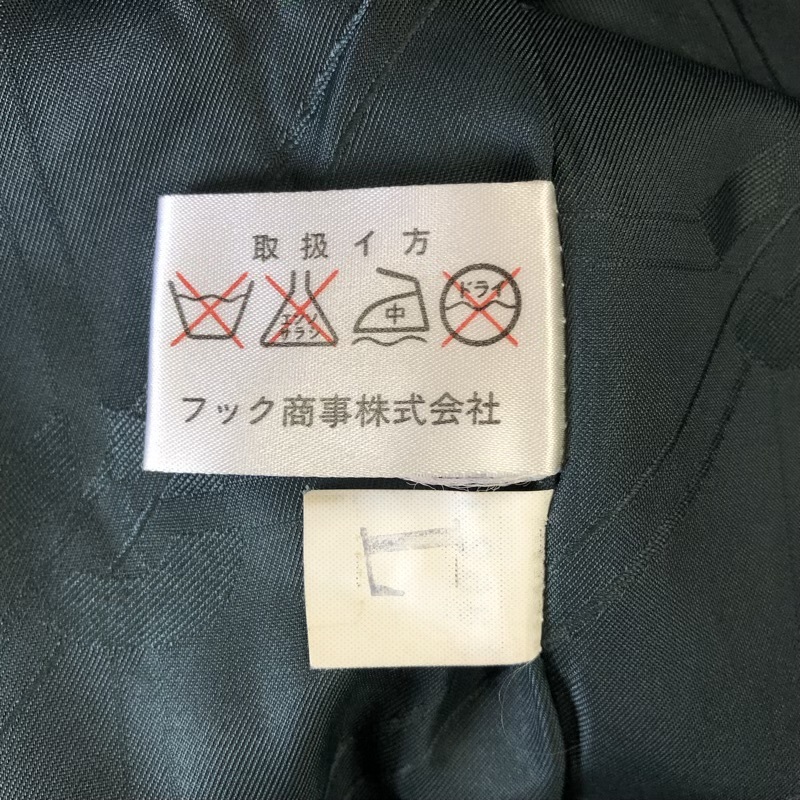 取扱イ方
エンソ
サラシ
中
ドライ
フック商事株式会社
L